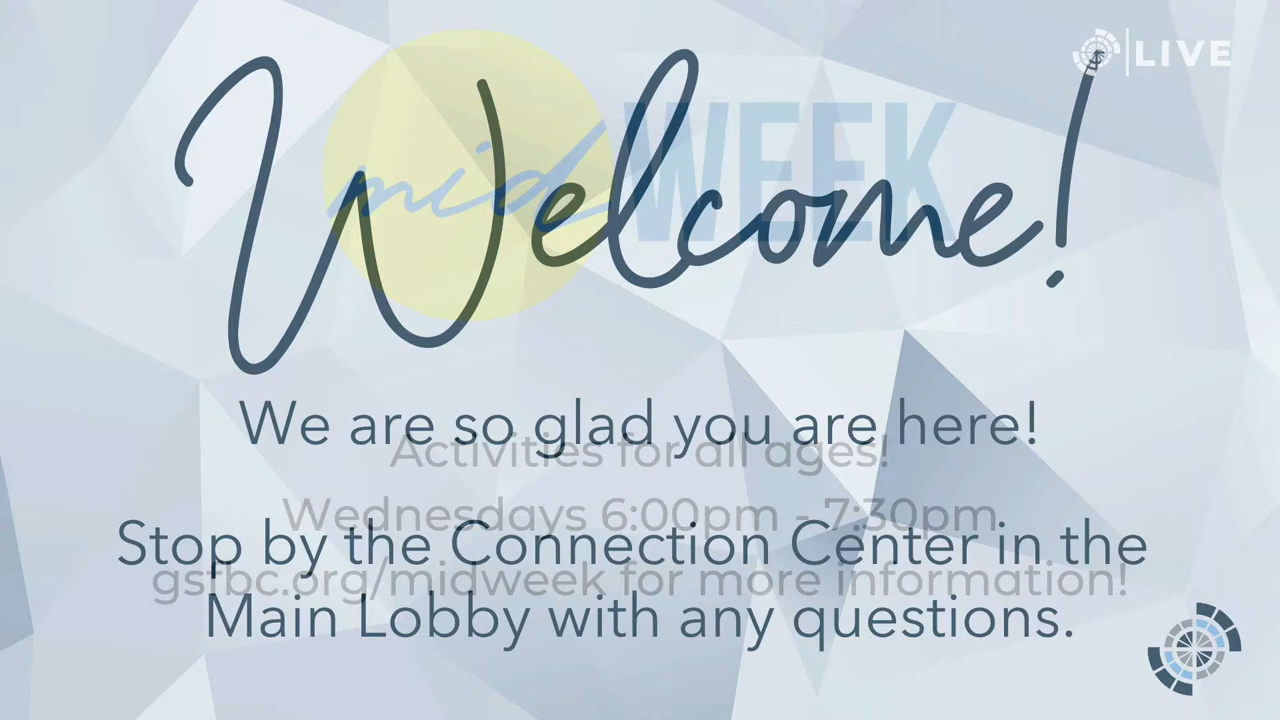 LIVE
Welcome!
midWEEK
We are so glad you are here!
Activities for all ages!
Wednesdays 6:00pm - 7:30pm
Stop by the Connection Center in the
gsfbc.org/midweek for more information!
Main Lobby with any questions.